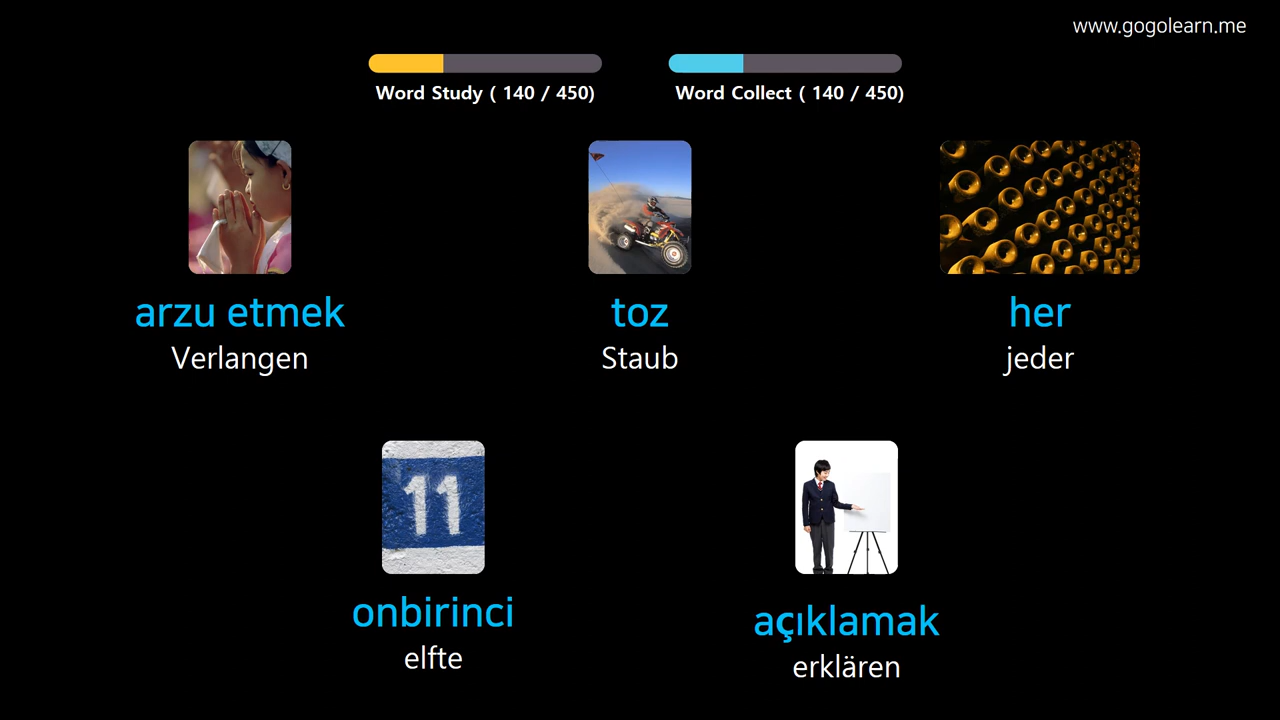 www.gogolearn.me
Word Study ( 140 / 450)
Word Collect ( 140 / 450)
arzu etmek
Verlangen
toz
Staub
her
jeder
11
onbirinci
elfte
açıklamak
erklären